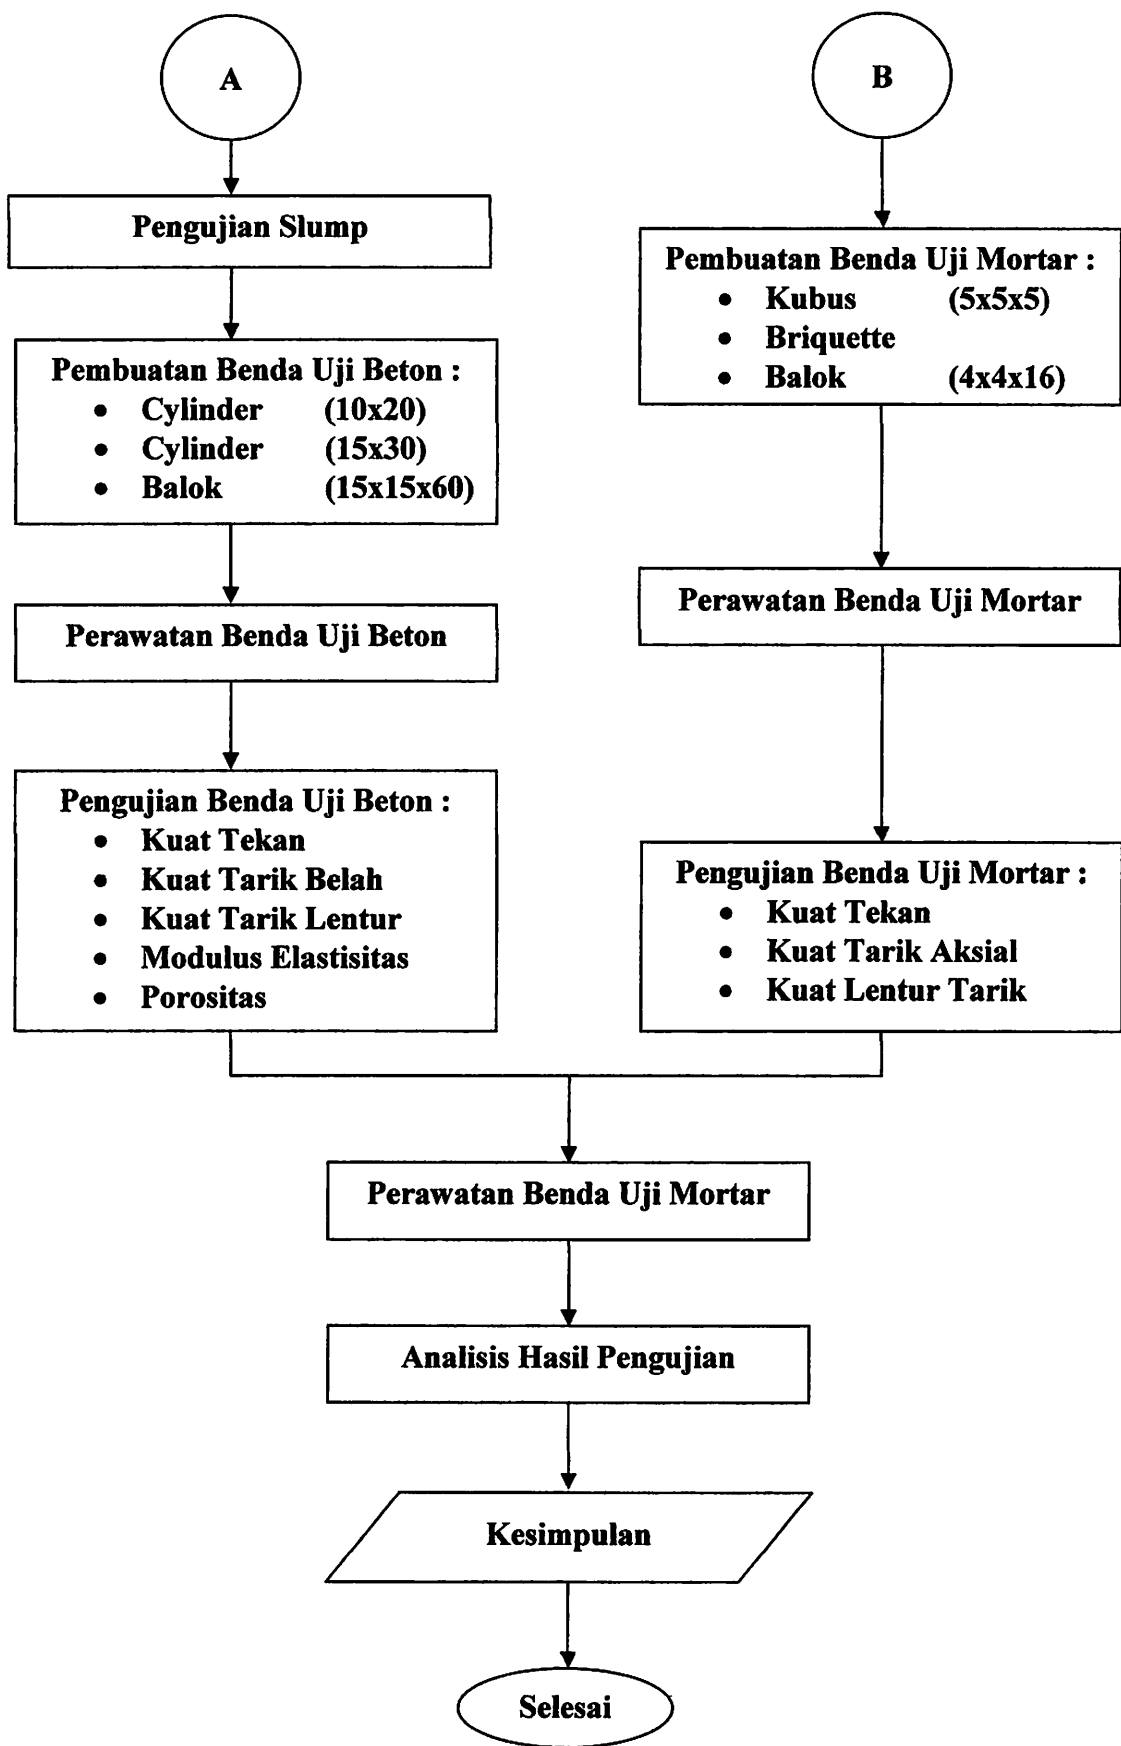 A
Pengujian Slump
Pembuatan Benda Uji Beton :
• Cylinder (10x20)
• Cylinder (15x30)
• Balok (15x15x60)
Perawatan Benda Uji Beton
Pengujian Benda Uji Beton :
• Kuat Tekan
• Kuat Tarik Belah
• Kuat Tarik Lentur
• Modulus Elastisitas
• Porositas
B
Pembuatan Benda Uji Mortar :
• Kubus (5x5x5)
• Briquette
• Balok (4x4x16)
Perawatan Benda Uji Mortar
Pengujian Benda Uji Mortar :
• Kuat Tekan
• Kuat Tarik Aksial
• Kuat Lentur Tarik
Perawatan Benda Uji Mortar
Analisis Hasil Pengujian
Kesimpulan
Selesai